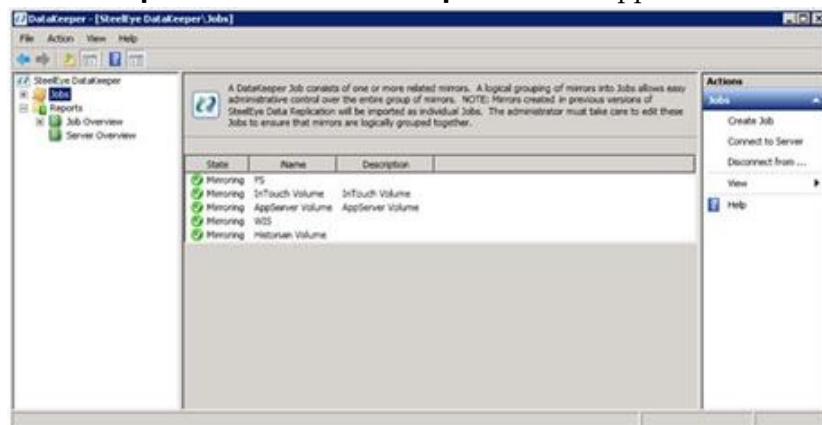 DataKeeper - [SteelEye DataKeeper\Jobs]
File Action View Help
SteelEye DataKeeper
Jobs
Reports
Job Overview
Server Overview
A DataKeeper Job consists of one or more related mirrors. A logical grouping of mirrors into Jobs allows easy
administrative control over the entire group of mirrors. NOTE: Mirrors created in previous versions of
SteelEye Data Replication will be imported as individual Jobs. The administrator must take care to edit these
Jobs to ensure that mirrors are logically grouped together.
State Name Description
Mirroring
Mirroring InTouch Volume InTouch Volume
Mirroring AppServer Volume AppServer Volume
Mirroring WIS
Mirroring Historian Volume
Actions
Jobs
Create Job
Connect to Server
Disconnect from ...
View
Help